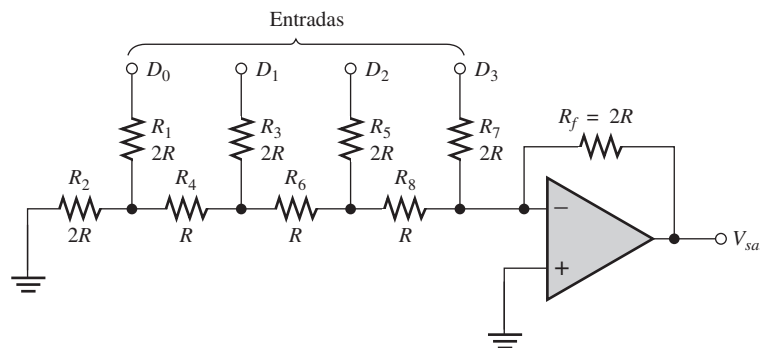 Entradas
D0 D1 D2 D3
R1 R3 R5 R7 Rf = 2R
2R 2R 2R 2R
R2 R4 R6 R8
2R R R R
−
+
Vsa